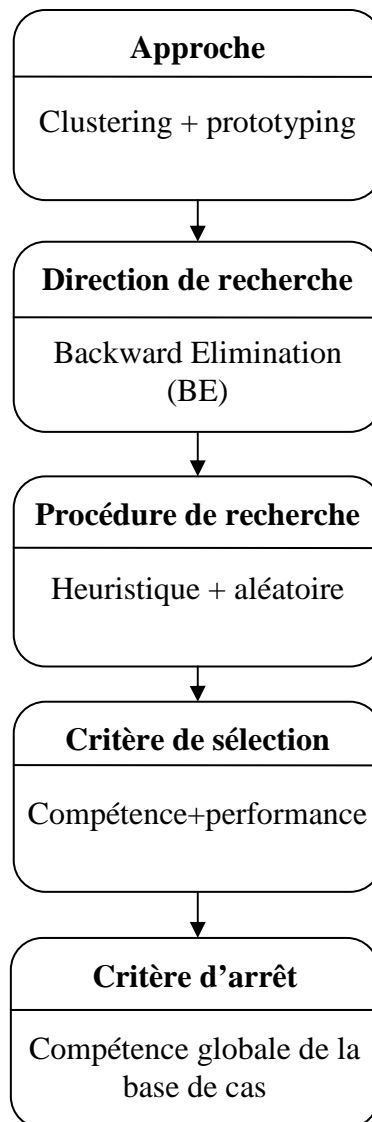 Approche
Clustering + prototyping
Direction de recherche
Backward Elimination
(BE)
Procédure de recherche
Heuristique + aléatoire
Critère de sélection
Compétence+performance
Critère d’arrêt
Compétence globale de la
base de cas